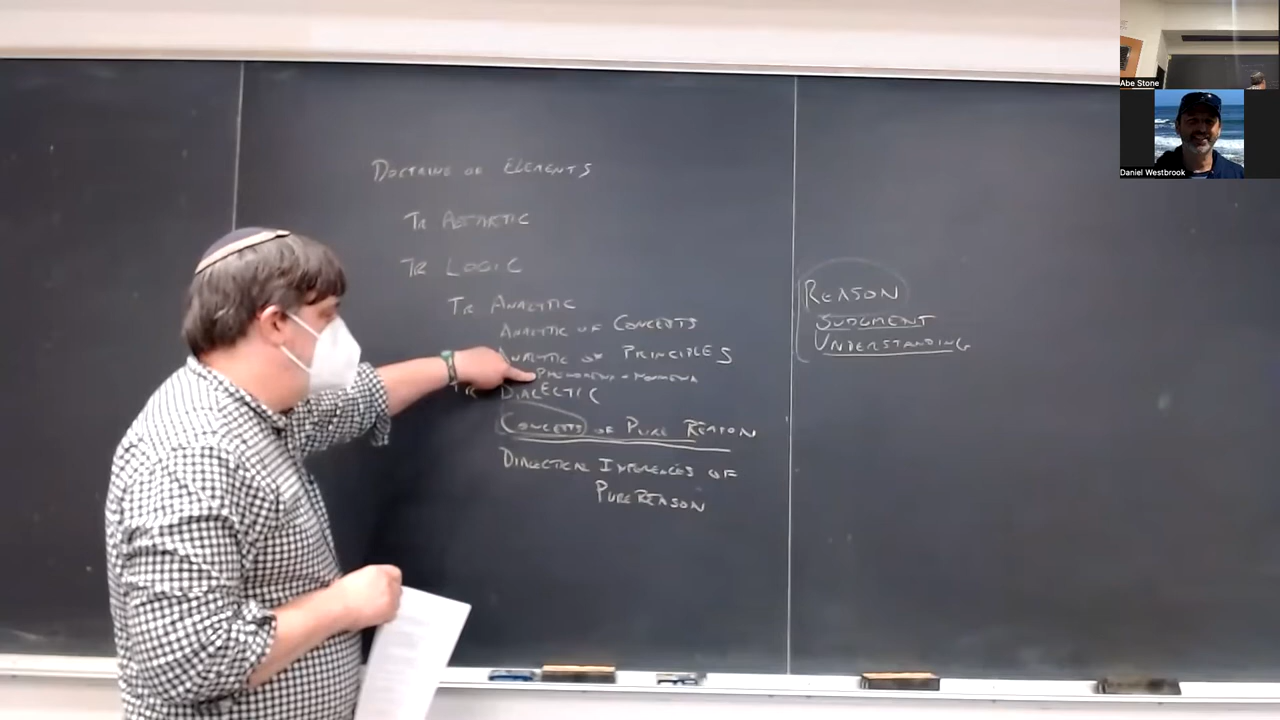 DOCTRINE OF ELEMENTS
TR AESTHETIC
TR LOGIC
TR ANALYTIC
ANALYTIC OF CONCEPTS
ANALYTIC OF PRINCIPLES
PHENOMENA - NOUMENA
TR DIALECTIC
CONCEPTS OF PURE REASON
DIALECTICAL INFERENCES OF
PURE REASON
REASON
JUDGMENT
UNDERSTANDING
Abe Stone
Daniel Westbrook